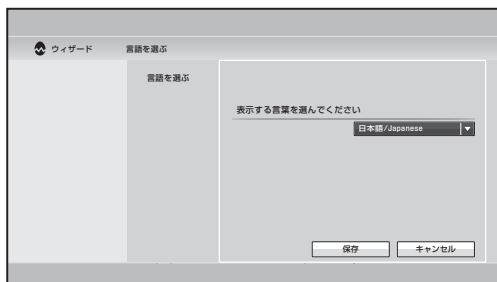 ウィザード 言語を選ぶ
言語を選ぶ
表示する言葉を選んでください
日本語/Japanese
保存 キャンセル